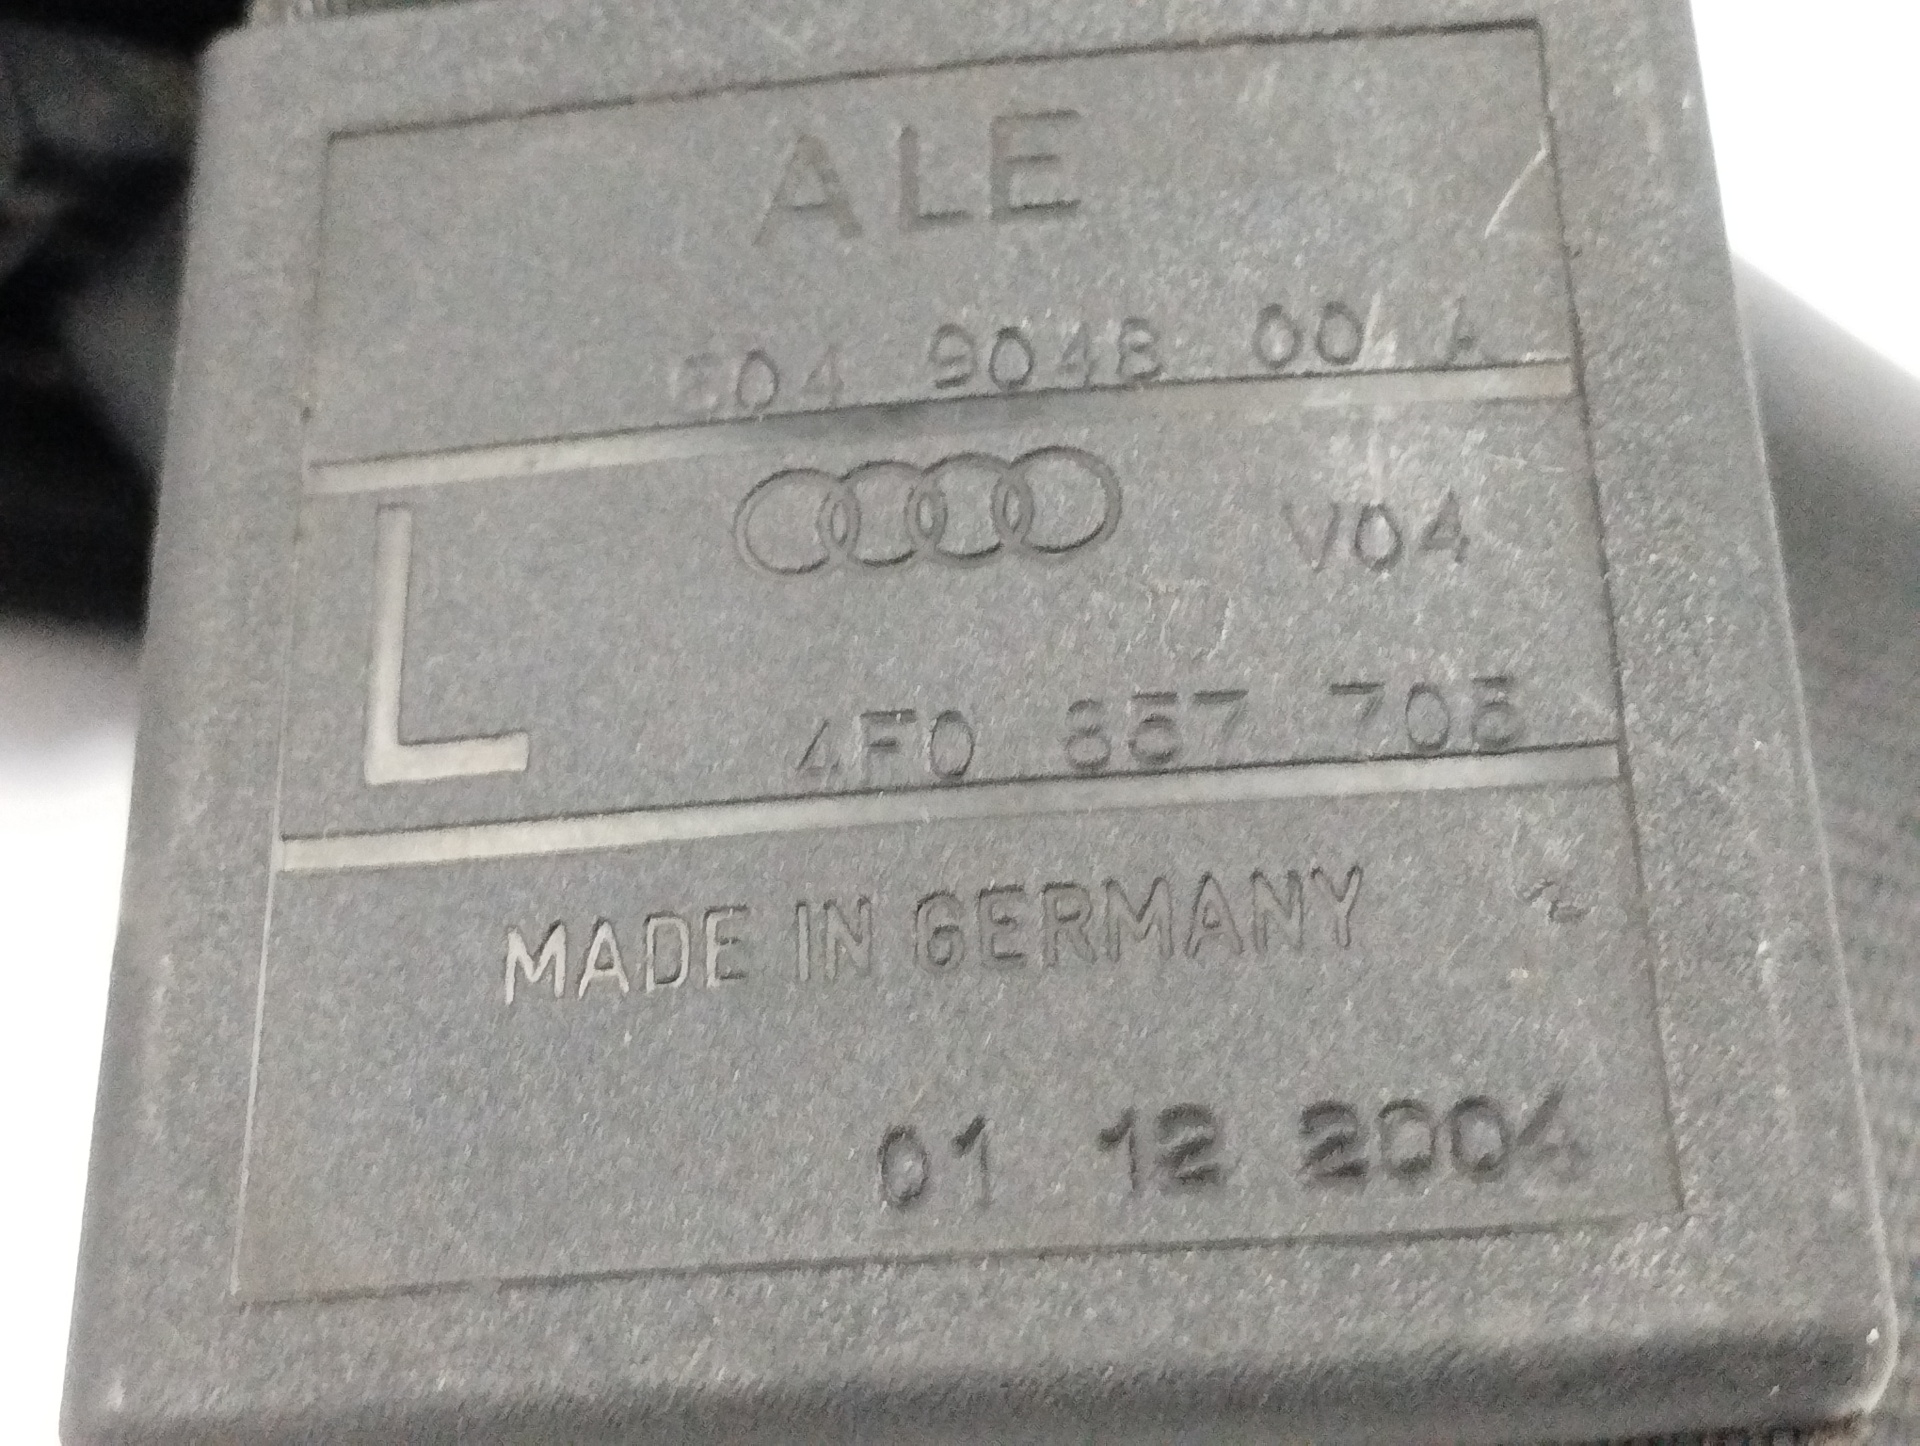 ALE
604 9048 00 A
V04
L
4F0 857 705
MADE IN GERMANY
01 12 2004